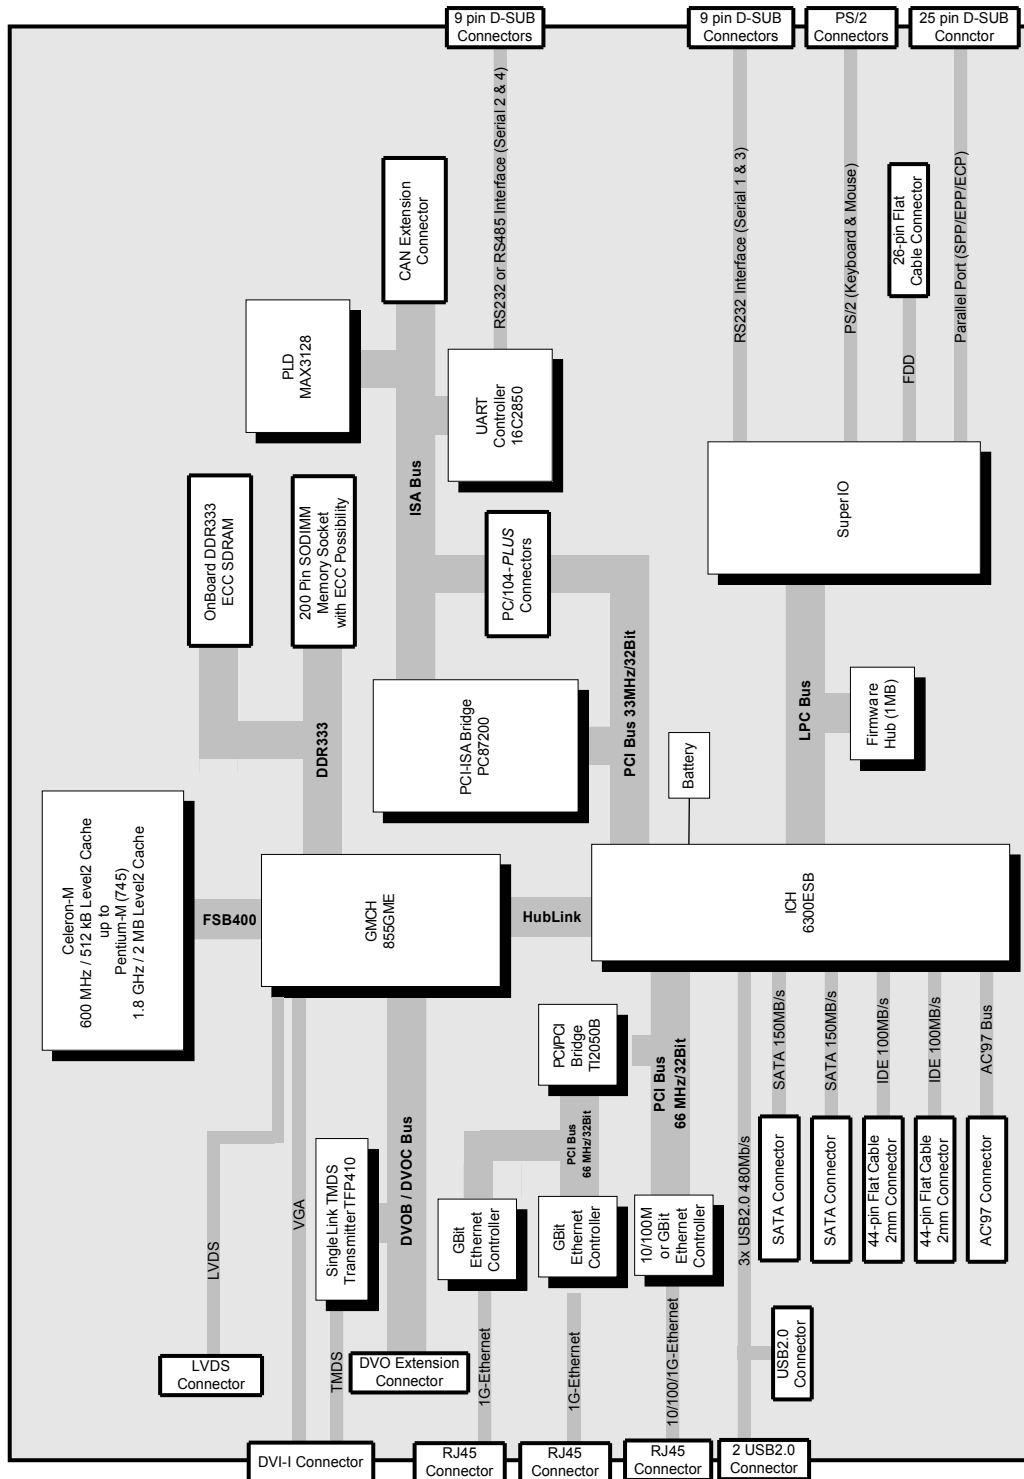 9 pin D-SUB
Connectors
9 pin D-SUB
Connectors
PS/2
Connectors
25 pin D-SUB
Conntector
RS232 or RS485 Interface (Serial 2 & 4)
RS232 Interface (Serial 1 & 3)
PS/2 (Keyboard & Mouse)
Parallel Port (SPP/EPP/ECP)
CAN Extension
Connector
26-pin Flat
Cable Connector
FDD
PLD
MAX3128
UART
Controller
16C2850
ISA Bus
OnBoard DDR333
ECC SDRAM
200 Pin SODIMM
Memory Socket
with ECC Possibility
PC/104-PLUS
Connectors
SuperIO
DDR333
PCI-ISA Bridge
PC87200
PCI Bus 33MHz/32Bit
LPC Bus
Firmware
Hub (1MB)
Battery
Celeron-M
600 MHz / 512 kB Level2 Cache
up to
Pentium-M (745)
1.8 GHz / 2 MB Level2 Cache
FSB400
GMCH
855GME
HubLink
ICH
6300ESB
PCI/PCI
Bridge
TI2050B
PCI Bus
66 MHz/32Bit
PCI Bus
66 MHz/32Bit
DVOB / DVOC Bus
SATA 150MB/s
SATA 150MB/s
IDE 100MB/s
IDE 100MB/s
AC'97 Bus
3x USB2.0 480Mb/s
LVDS
VGA
Single Link TMDS
Transmitter TFP410
GBit
Ethernet
Controller
GBit
Ethernet
Controller
10/100M
or GBit
Ethernet
Controller
SATA Connector
SATA Connector
44-pin Flat Cable
2mm Connector
44-pin Flat Cable
2mm Connector
AC'97 Connector
LVDS
Connector
TMDS
DVO Extension
Connector
1G-Ethernet
1G-Ethernet
10/100/1G-Ethernet
USB2.0
Connector
DVI-I Connector
RJ45
Connector
RJ45
Connector
RJ45
Connector
2 USB2.0
Connector